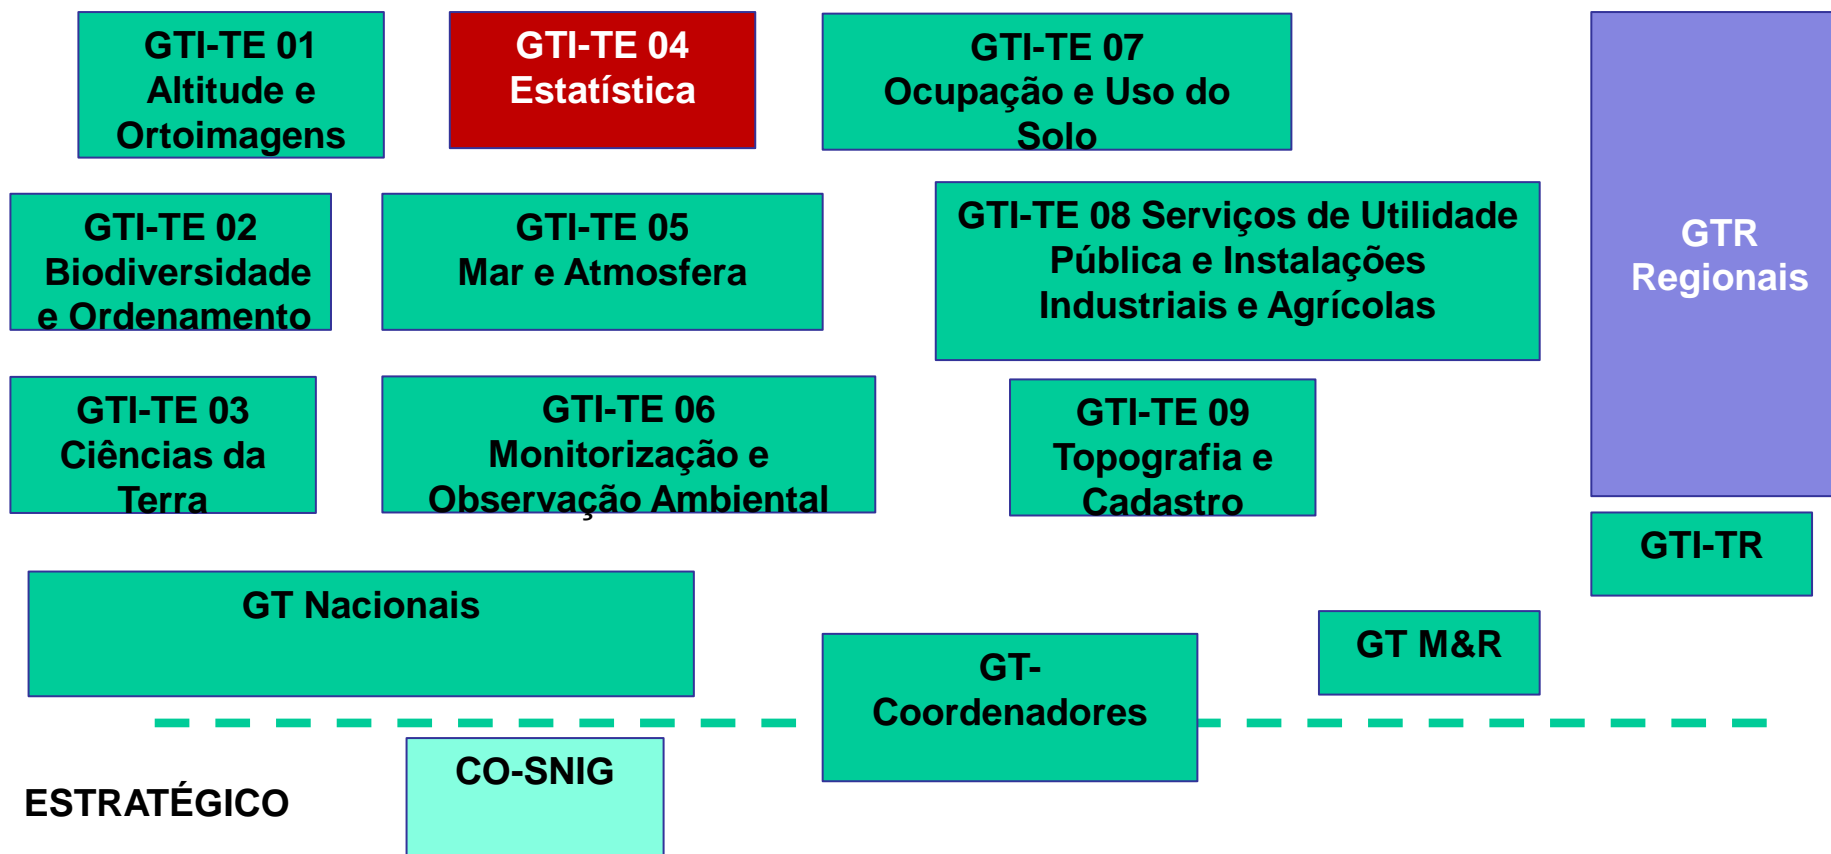 GTI-TE 01
Altitude e
Ortoimagens
GTI-TE 04
Estatística
GTI-TE 07
Ocupação e Uso do
Solo
GTI-TE 02
Biodiversidade
e Ordenamento
GTI-TE 05
Mar e Atmosfera
GTI-TE 08 Serviços de Utilidade
Pública e Instalações
Industriais e Agrícolas
GTR
Regionais
GTI-TE 03
Ciências da
Terra
GTI-TE 06
Monitorização e
Observação Ambiental
GTI-TE 09
Topografia e
Cadastro
GTI-TR
GT Nacionais
GT M&R
GT-
Coordenadores
CO-SNIG
ESTRATÉGICO